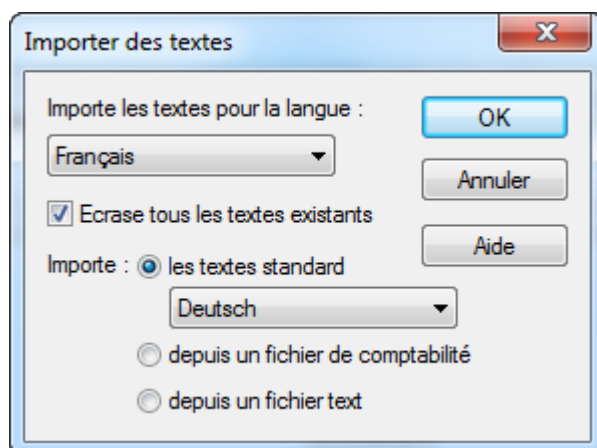 Importer des textes
Importe les textes pour la langue :
OK
Français
Annuler
Ecrase tous les textes existants
Aide
Importe : les textes standard
Deutsch
depuis un fichier de comptabilité
depuis un fichier text